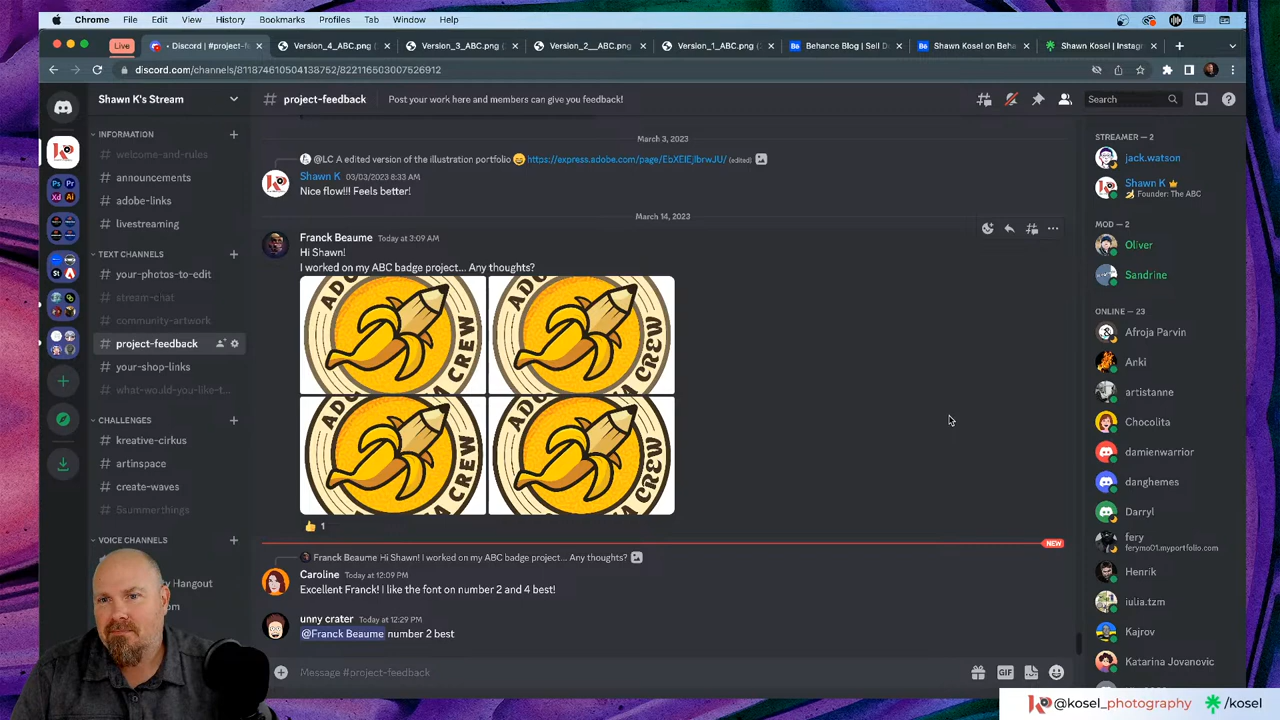 Chrome File Edit View History Bookmarks Profiles Tab Window Help
Live • Discord | #project-f Version_4_ABC.png ( Version_3_ABC.png ( Version_2__ABC.png ( Version_1_ABC.png ( Behance Blog | Sell D Shawn Kosel on Behan Shawn Kosel | Instag
discord.com/channels/811874610504138752/822116503007526912
Shawn K's Stream
# project-feedback Post your work here and members can give you feedback! Search
INFORMATION
# welcome-and-rules
# announcements
# adobe-links
# livestreaming
TEXT CHANNELS
# your-photos-to-edit
# stream-chat
# community-artwork
# project-feedback
# your-shop-links
# what-would-you-like-t...
CHALLENGES
# kreative-cirkus
# artinspace
# create-waves
# 5summerthings
VOICE CHANNELS
Hangout
March 3, 2023
@LC A edited version of the illustration portfolio 😄 (edited)
Shawn K 03/03/2023 8:33 AM
Nice flow!!! Feels better!
March 14, 2023
Franck Beaume Today at 3:09 AM
Hi Shawn!
I worked on my ABC badge project... Any thoughts?
CREW
CREW
CREW
CREW
👍 1
NEW
Franck Beaume Hi Shawn! I worked on my ABC badge project... Any thoughts?
Caroline Today at 12:09 PM
Excellent Franck! I like the font on number 2 and 4 best!
unny crater Today at 12:29 PM
@Franck Beaume number 2 best
Message #project-feedback
GIF
STREAMER — 2
jack.watson
Shawn K
Founder: The ABC
MOD — 2
Oliver
Sandrine
ONLINE — 23
Afroja Parvin
Anki
artistanne
Chocolita
damienwarrior
danghemes
Darryl
fery
ferymo01.myportfolio.com
Henrik
iulia.tzm
Kajrov
Katarina Jovanovic
@kosel_photography /kosel